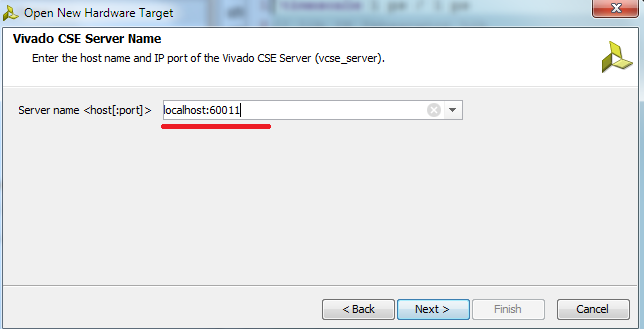 Open New Hardware Target
Vivado CSE Server Name
Enter the host name and IP port of the Vivado CSE Server (vcse_server).
Server name <host[:port]> localhost:60011
< Back Next > Finish Cancel